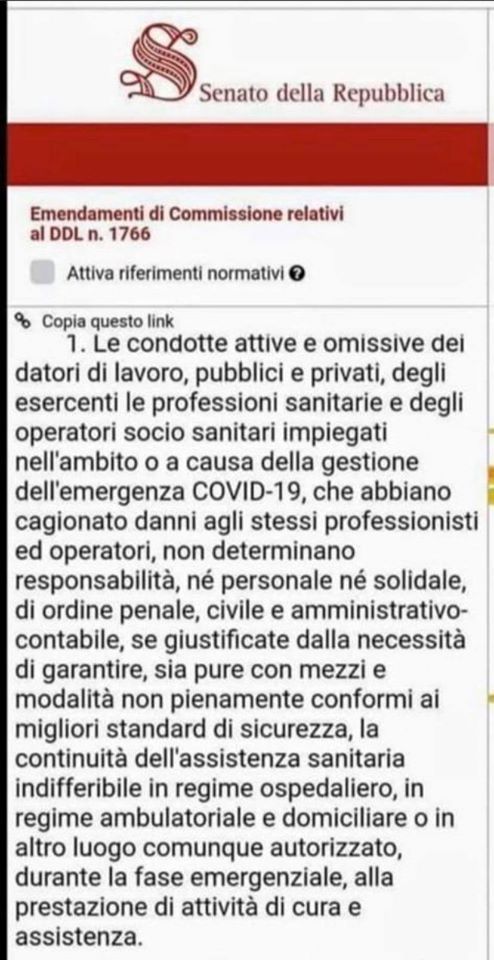 Senato della Repubblica
Emendamenti di Commissione relativi
al DDL n. 1766
Attiva riferimenti normativi ?
Copia questo link
1. Le condotte attive e omissive dei
datori di lavoro, pubblici e privati, degli
esercenti le professioni sanitarie e degli
operatori socio sanitari impiegati
nell'ambito o a causa della gestione
dell'emergenza COVID-19, che abbiano
cagionato danni agli stessi professionisti
ed operatori, non determinano
responsabilità, né personale né solidale,
di ordine penale, civile e amministrativo-
contabile, se giustificate dalla necessità
di garantire, sia pure con mezzi e
modalità non pienamente conformi ai
migliori standard di sicurezza, la
continuità dell'assistenza sanitaria
indifferibile in regime ospedaliero, in
regime ambulatoriale e domiciliare o in
altro luogo comunque autorizzato,
durante la fase emergenziale, alla
prestazione di attività di cura e
assistenza.